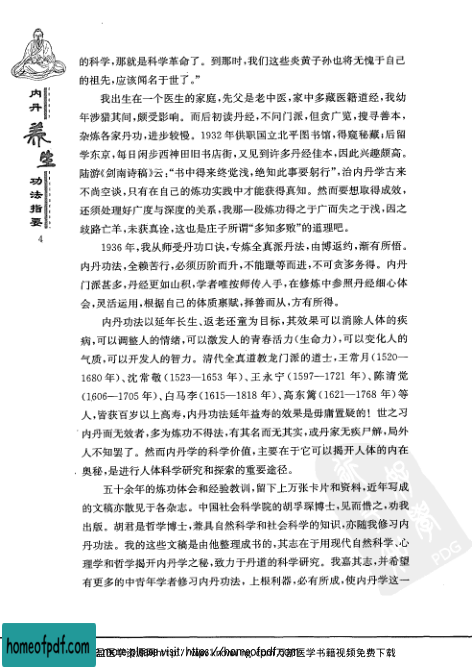 的科学,那就是科学革命了。到那时,我们这些炎黄子孙也将无愧于自己
的祖先,应该闻名于世了。”
我出生在一个医生的家庭,先父是老中医,家中多藏医籍道经,我幼
年涉猎其间,颇受影响。而后初读丹经,不问门派,但贪广览,搜寻善本,
杂炼各家丹功,进步较慢。1932年供职国立北平图书馆,得窥秘藏;后留
学东京,每日闲步西神田旧书店街,又见到许多丹经佳本,因此兴趣颇高。
陆游《剑南诗稿》云:“书中得来终觉浅,绝知此事要躬行”,治内丹学古来
不尚空谈,只有在自己的炼功实践中才能获得真知。然而要想取得成效,
还须处理好广度与深度的关系,我那一段炼功得之于广而失之于浅,因之
歧路亡羊,未获真诠,这也是庄子所谓“多知多败”的道理吧。
1936年,我从师受丹功口诀,专炼全真派丹法,由博返约,渐有所悟。
内丹功法,全赖苦行,必须历阶而升,不能躐等而进,不可贪多务得。内丹
门派甚多,丹经更如山积,学者唯按师传入手,在修炼中参照丹经细心体
会,灵活运用,根据自己的体质禀赋,择善而从,方有所得。
内丹功法以延年长生、返老还童为目标,其效果可以消除人体的疾
病,可以调整人的情绪,可以激发人的青春活力(生命力),可以变化人的
气质,可以开发人的智力。清代全真道教龙门派的道士,王常月(1520—
1680年)、沈常敬(1523—1653年)、王永宁(1597—1721年)、陈清觉
(1606—1705年)、白马李(1615—1818年)、高东篱(1621—1768年)等
人,皆获百岁以上高寿,内丹功法延年益寿的效果是毋庸置疑的!世之习
内丹而无效者,多为炼功不得法,有其名而无其实,或丹家无疾尸解,局外
人不知罢了。然而内丹学的科学价值,主要在于它可以揭开人体的内在
奥秘,是进行人体科学研究和探索的重要途径。
五十余年的炼功体会和经验教训,留下上万张卡片和资料,近年写成
的文稿亦散见于各杂志。中国社会科学院的胡孚琛博士,见而惜之,劝我
出版。胡君是哲学博士,兼具自然科学和社会科学的知识,亦随我修习内
丹功法。我的这些文稿是由他整理成书的,其志在于用现代自然科学、心
理学和哲学揭开内丹学之秘,致力于丹道的科学研究。我嘉其志,并希望
有更多的中青年学者修习内丹功法,上根利器,必有所成,使内丹学这一
内丹
养生
功法指要
4
PDG
homeofpdf.com